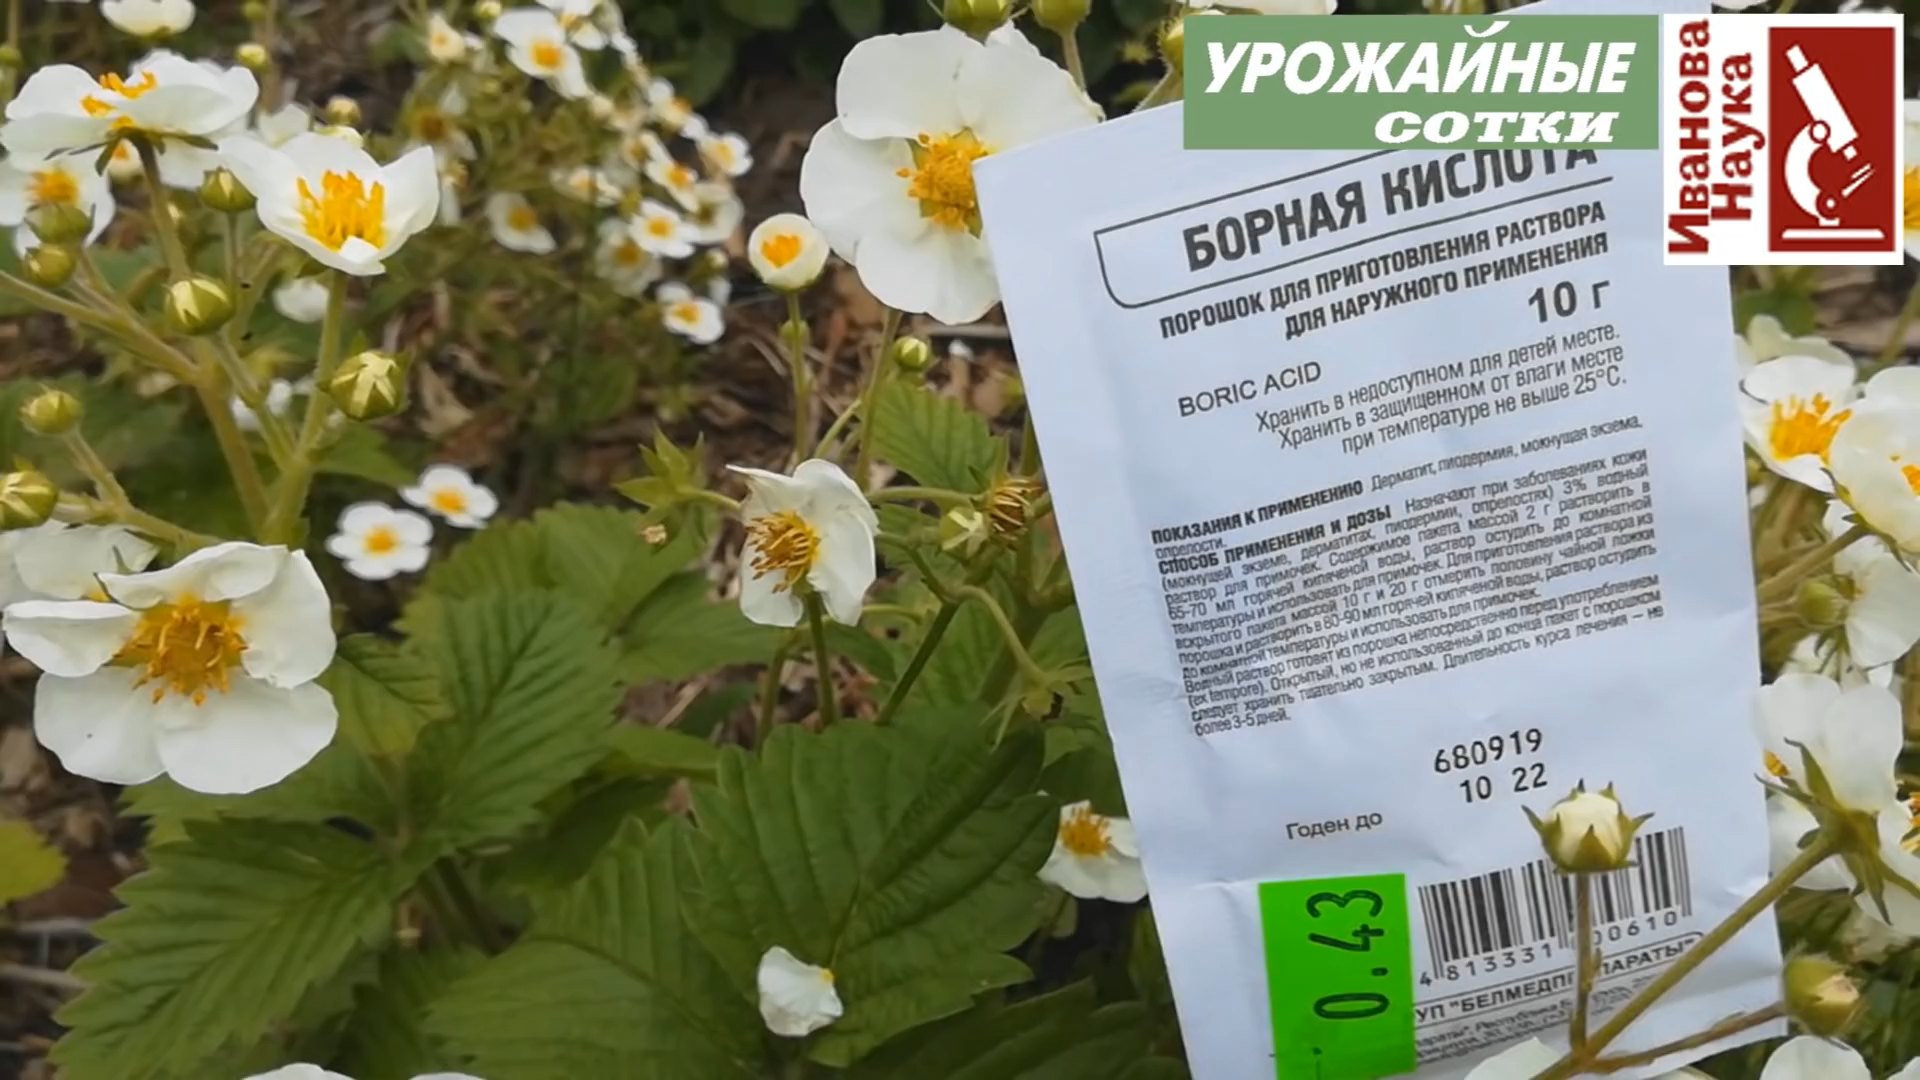 УРОЖАЙНЫЕ
СОТКИ
Иванова
Наука
БОРНАЯ КИСЛОТА
ПОРОШОК ДЛЯ ПРИГОТОВЛЕНИЯ РАСТВОРА
ДЛЯ НАРУЖНОГО ПРИМЕНЕНИЯ
10 г
BORIC ACID
Хранить в недоступном для детей месте.
Хранить в защищенном от влаги месте
при температуре не выше 25°С.
ПОКАЗАНИЯ К ПРИМЕНЕНИЮ Дерматит, пиодермия, мокнущая экзема,
опрелости.
СПОСОБ ПРИМЕНЕНИЯ И ДОЗЫ Назначают при заболеваниях кожи
(мокнущей экземе, дерматитах, пиодермии, опрелостях) 3% водный
раствор для примочек. Содержимое пакета массой 2 г растворить в
65-70 мл горячей кипяченой воды, раствор остудить до комнатной
температуры и использовать для примочек. Для приготовления раствора из
вскрытого пакета массой 10 г и 20 г отмерить половину чайной ложки
порошка и растворить в 80-90 мл горячей кипяченой воды, раствор остудить
до комнатной температуры и использовать для примочек.
Водный раствор готовят из порошка непосредственно перед употреблением
(ex tempore). Открытый, но не использованный до конца пакет с порошком
следует хранить тщательно закрытым. Длительность курса лечения – не
более 3-5 дней.
680919
10 22
Годен до
0.43
4 813331 00610
УП "БЕЛМЕДПРЕПАРАТЫ"